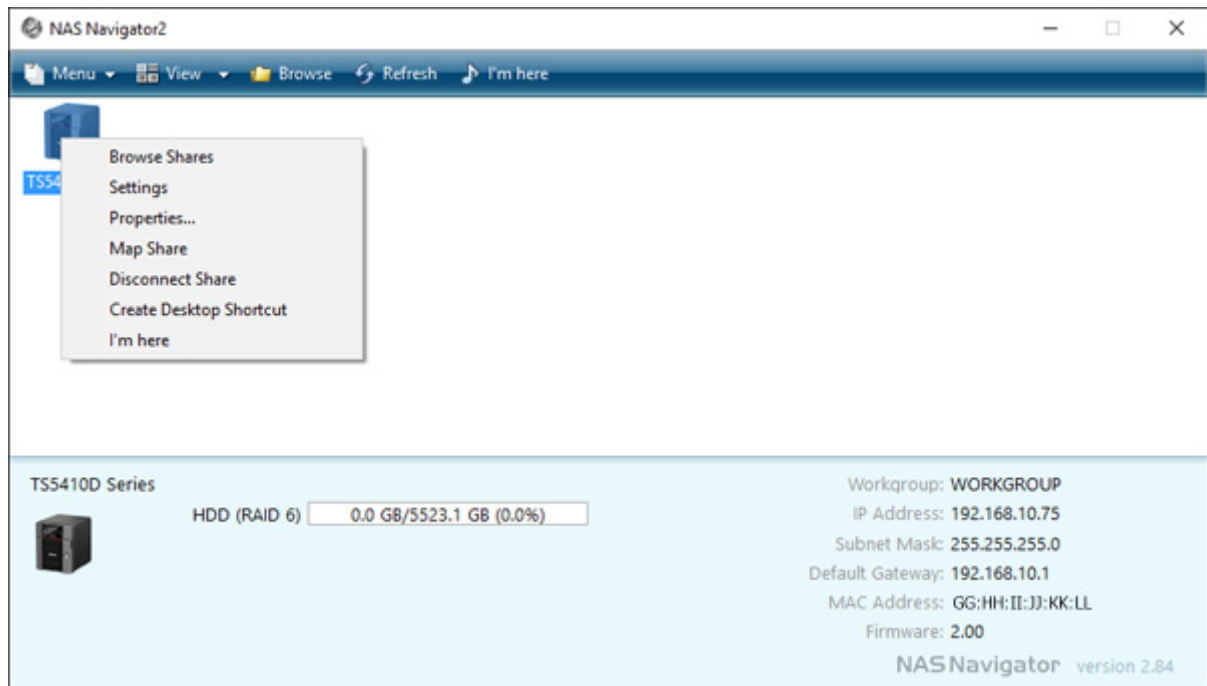 NAS Navigator2
Menu View Browse Refresh I'm here
TS54
Browse Shares
Settings
Properties...
Map Share
Disconnect Share
Create Desktop Shortcut
I'm here
TS5410D Series
HDD (RAID 6) 0.0 GB/5523.1 GB (0.0%)
Workgroup: WORKGROUP
IP Address: 192.168.10.75
Subnet Mask: 255.255.255.0
Default Gateway: 192.168.10.1
MAC Address: GG:HH:II:JJ:KK:LL
Firmware: 2.00
NAS Navigator version 2.84